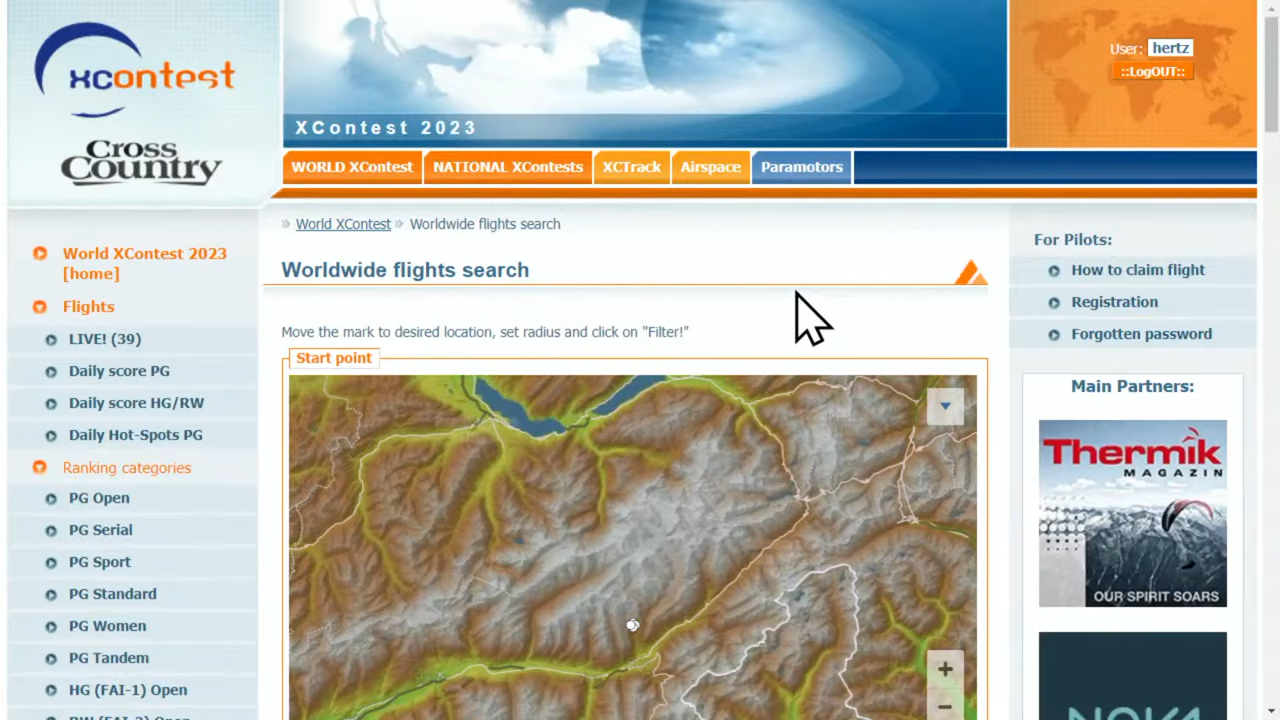 xcontest
Cross
Country
XContest 2023
User: hertz
::LogOUT::
WORLD XContest
NATIONAL XContests
XCTrack
Airspace
Paramotors
World XContest
Worldwide flights search
World XContest 2023
[home]
Flights
LIVE! (39)
Daily score PG
Daily score HG/RW
Daily Hot-Spots PG
Ranking categories
PG Open
PG Serial
PG Sport
PG Standard
PG Women
PG Tandem
HG (FAI-1) Open
Worldwide flights search
Move the mark to desired location, set radius and click on "Filter!"
Start point
+
−
For Pilots:
How to claim flight
Registration
Forgotten password
Main Partners:
Thermik
MAGAZIN
OUR SPIRIT SOARS